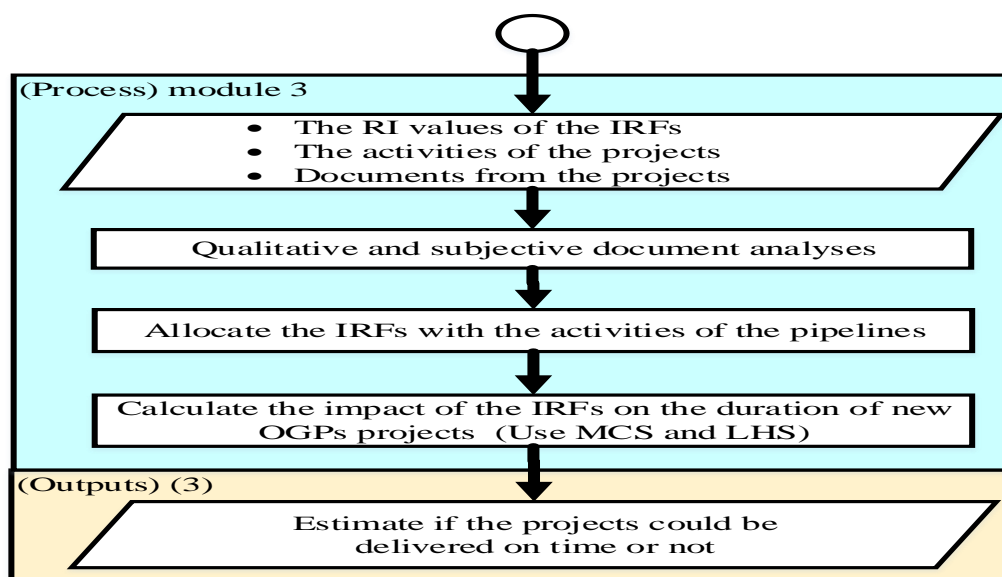 (Process) module 3
• The RI values of the IRFs
• The activities of the projects
• Documents from the projects
Qualitative and subjective document analyses
Allocate the IRFs with the activities of the pipelines
Calculate the impact of the IRFs on the duration of new
OGPs projects (Use MCS and LHS)
(Outputs) (3)
Estimate if the projects could be
delivered on time or not